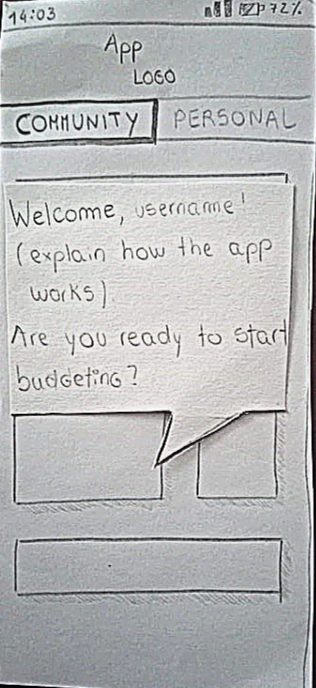 14:03 72%
App
LOGO
COMMUNITY PERSONAL
Welcome, username!
(explain how the app
works).
Are you ready to start
budgeting?